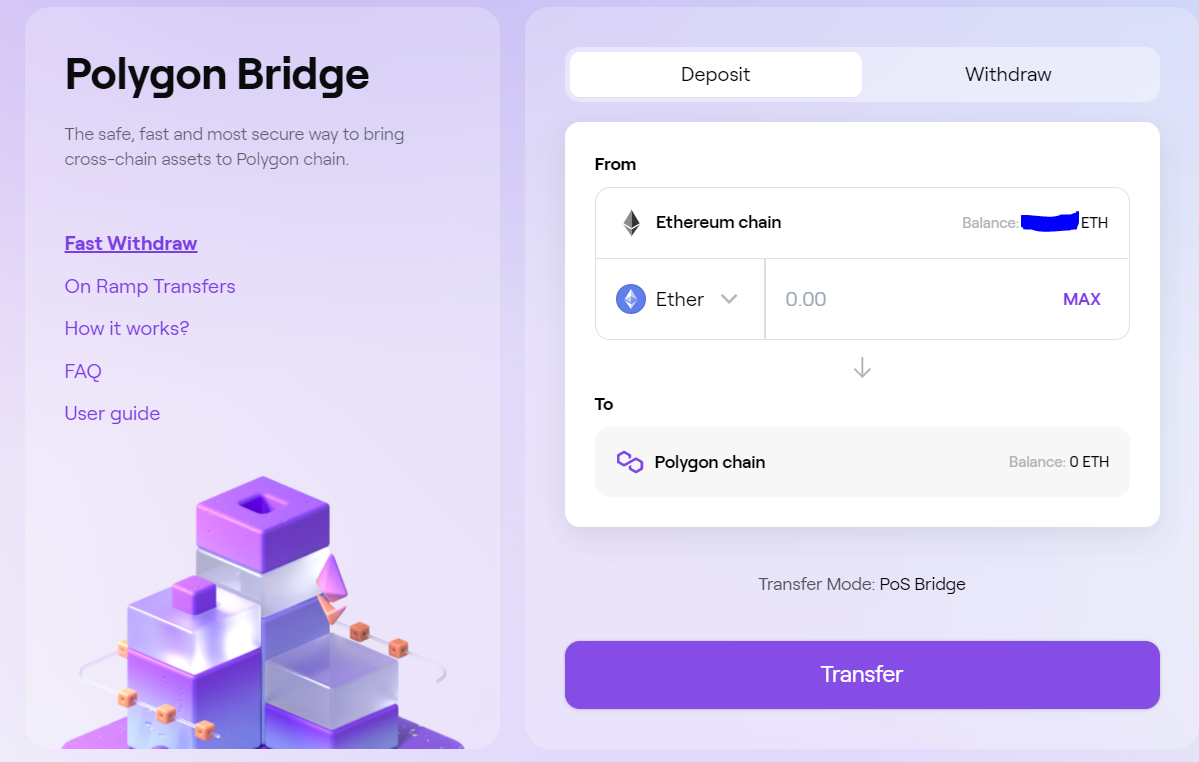 Polygon Bridge
The safe, fast and most secure way to bring
cross-chain assets to Polygon chain.
Fast Withdraw
On Ramp Transfers
How it works?
FAQ
User guide
Deposit
Withdraw
From
Ethereum chain
Balance: ETH
Ether
0.00
MAX
To
Polygon chain
Balance: 0 ETH
Transfer Mode: PoS Bridge
Transfer